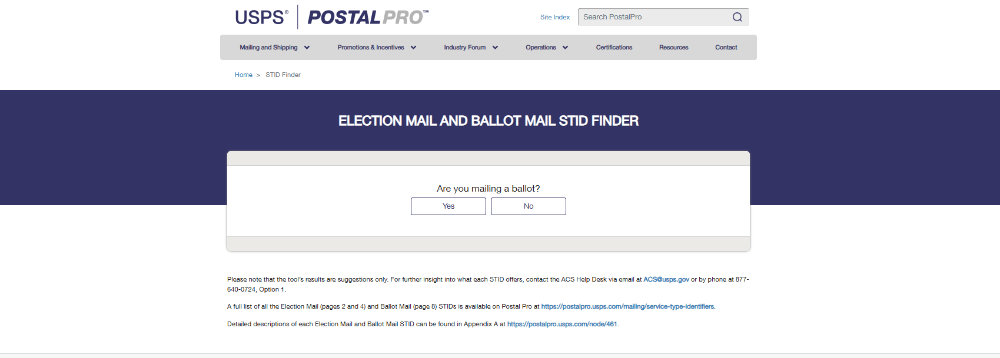 USPS® POSTALPRO™
Site Index
Search PostalPro
Mailing and Shipping Promotions & Incentives Industry Forum Operations Certifications Resources Contact
Home > STID Finder
ELECTION MAIL AND BALLOT MAIL STID FINDER
Are you mailing a ballot?
Yes No
Please note that the tool's results are suggestions only. For further insight into what each STID offers, contact the ACS Help Desk via email at ACS@usps.gov or by phone at 877-
640-0724, Option 1.
A full list of all the Election Mail (pages 2 and 4) and Ballot Mail (page 8) STIDs is available on Postal Pro at https://postalpro.usps.com/mailing/service-type-identifiers.
Detailed descriptions of each Election Mail and Ballot Mail STID can be found in Appendix A at https://postalpro.usps.com/node/461.